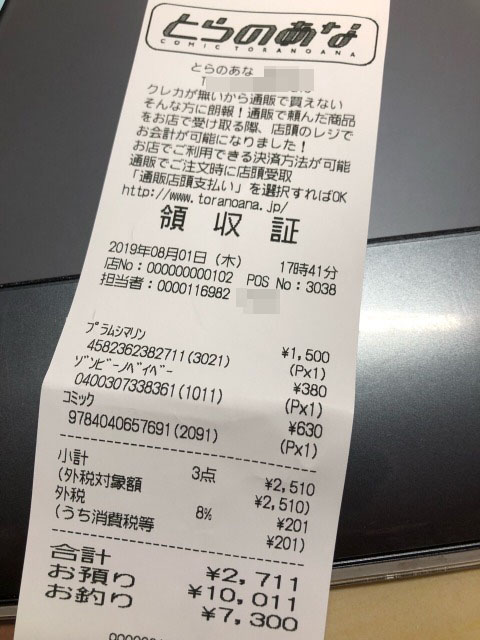 とらのあな
COMIC TORANOANA
とらのあな
クレカが無いから通販で買えない
そんな方に朗報！通販で頼んだ商品
をお店で受け取る際、店頭のレジで
お会計が可能になりました！
お店でご利用できる決済方法が可能
通販でご注文時に店頭受取
「通販店頭支払い」を選択すればOK
http://www.toranoana.jp/
領収証
2019年08月01日（木） 17時41分
店No：000000000102 POS No：3038
担当者：0000116982
プラムシマリン
4582362382711(3021) ¥1,500
(Px1)
ゾンビーノベイベー ¥380
0400307338361(1011) (Px1)
コミック ¥630
9784040657691(2091) (Px1)
小計 3点 ¥2,510
(外税対象額 ¥2,510)
外税 8% ¥201
(うち消費税等 ¥201)
合計 ¥2,711
お預り ¥10,011
お釣り ¥7,300